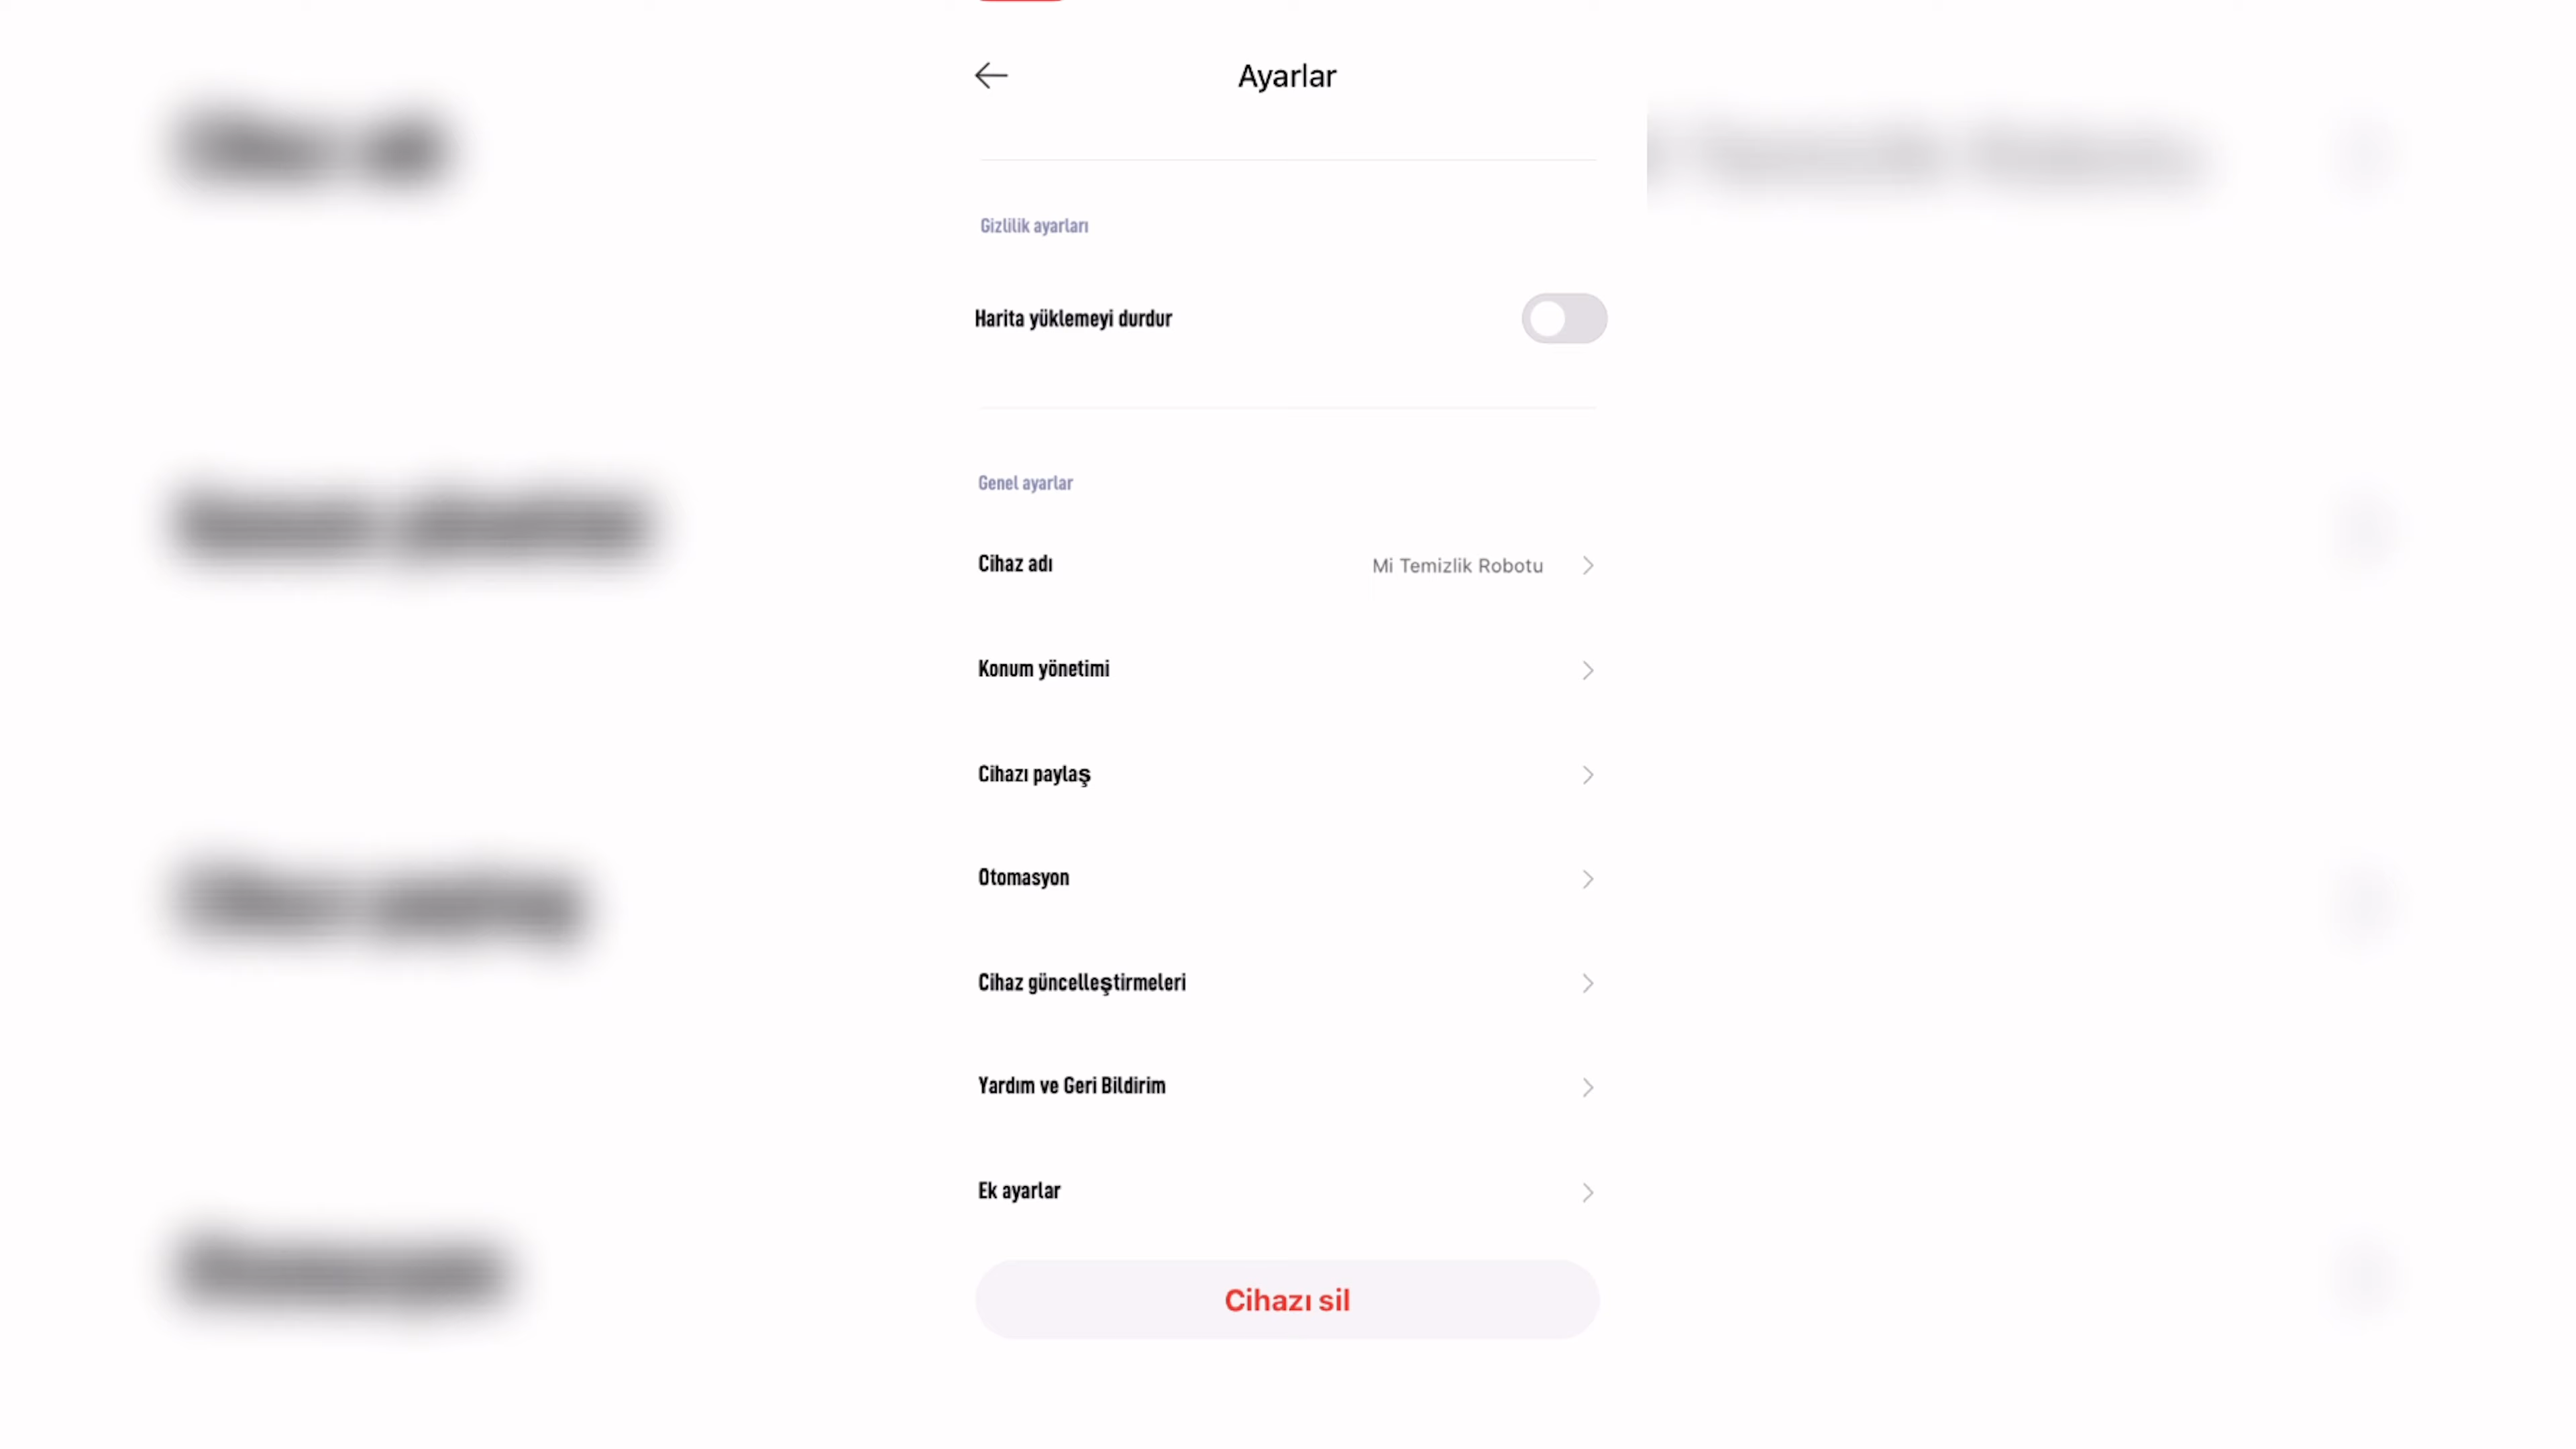 Ayarlar
Gizlilik ayarları
Harita yüklemeyi durdur
Genel ayarlar
Cihaz adı Mi Temizlik Robotu
Konum yönetimi
Cihazı paylaş
Otomasyon
Cihaz güncelleştirmeleri
Yardım ve Geri Bildirim
Ek ayarlar
Cihazı sil